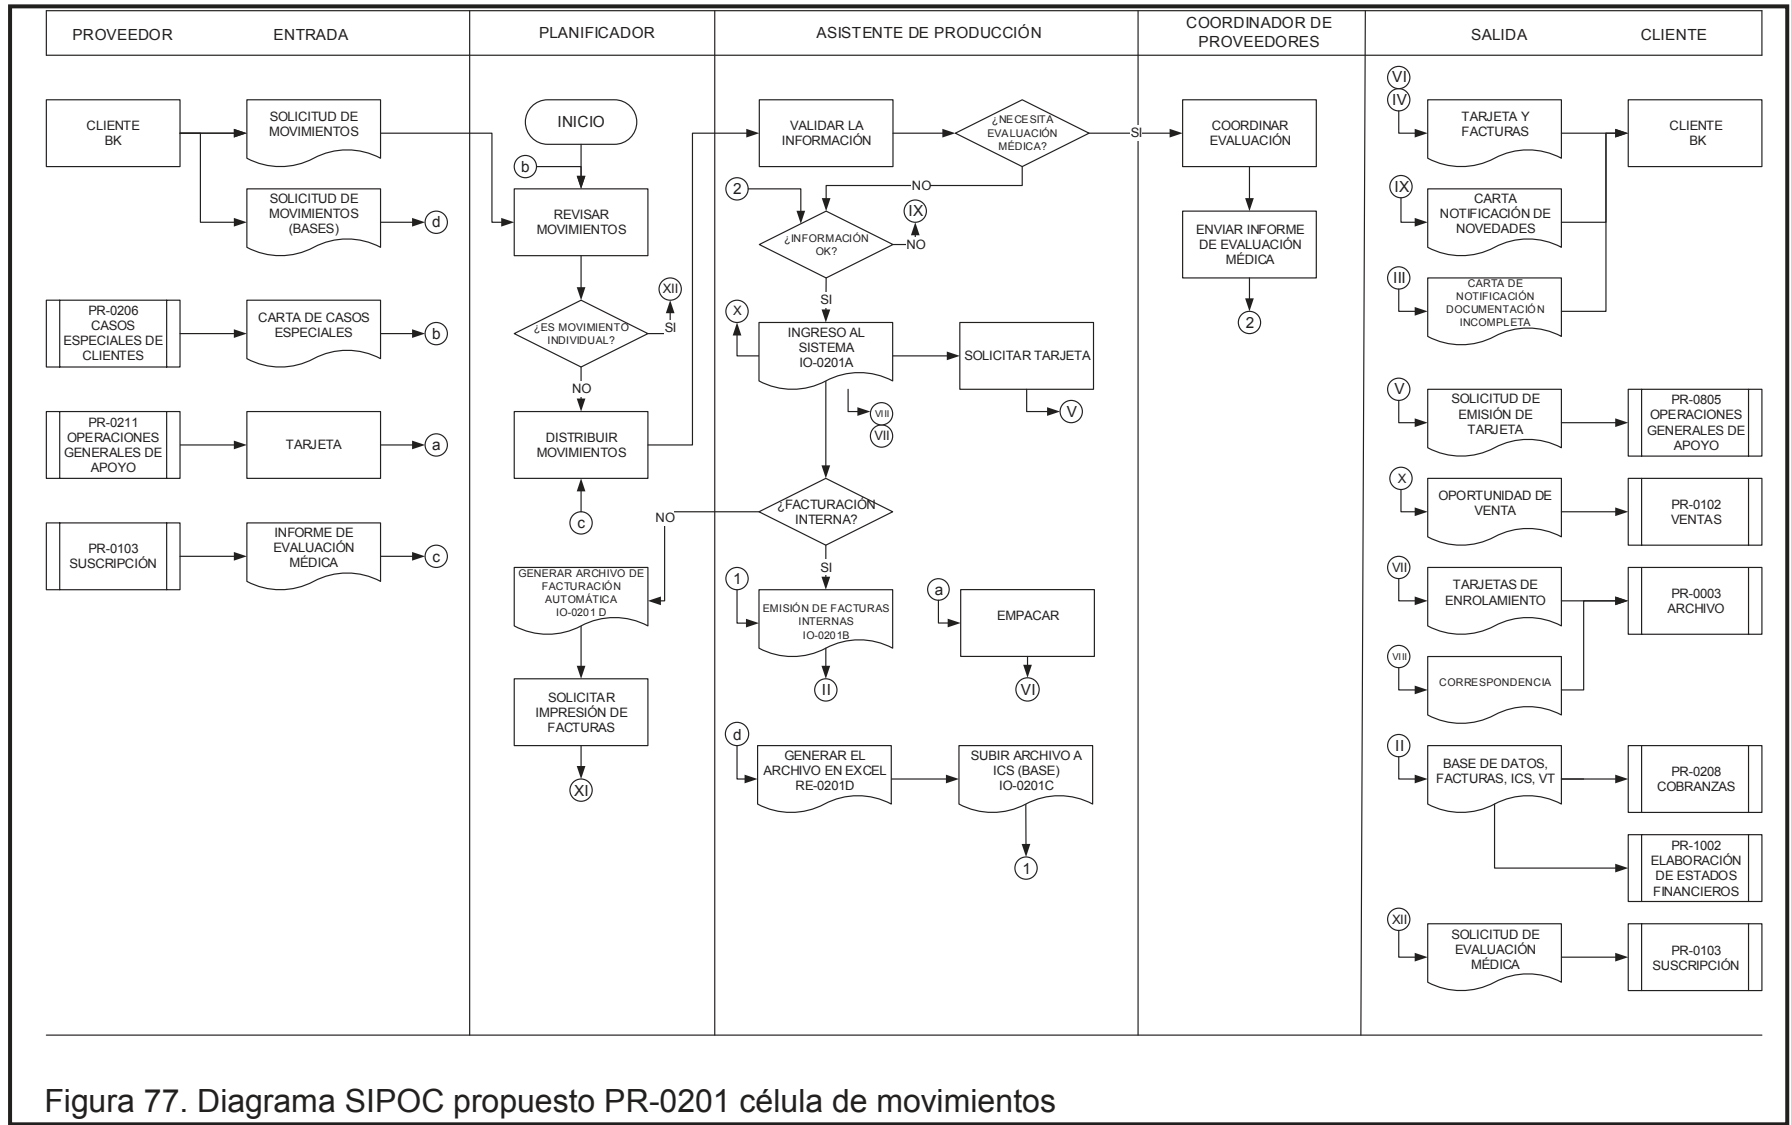 PROVEEDOR
ENTRADA
PLANIFICADOR
ASISTENTE DE PRODUCCIÓN
COORDINADOR DE
PROVEEDORES
SALIDA
CLIENTE
CLIENTE
BK
SOLICITUD DE
MOVIMIENTOS
SOLICITUD DE
MOVIMIENTOS
(BASES)
d
PR-0206
CASOS
ESPECIALES DE
CLIENTES
CARTA DE CASOS
ESPECIALES
b
PR-0211
OPERACIONES
GENERALES DE
APOYO
TARJETA
a
PR-0103
SUSCRIPCIÓN
INFORME DE
EVALUACIÓN
MÉDICA
c
INICIO
b
REVISAR
MOVIMIENTOS
XII
SI
¿ES MOVIMIENTO
INDIVIDUAL?
NO
DISTRIBUIR
MOVIMIENTOS
c
NO
GENERAR ARCHIVO DE
FACTURACIÓN
AUTOMÁTICA
IO-0201 D
SOLICITAR
IMPRESIÓN DE
FACTURAS
XI
VALIDAR LA
INFORMACIÓN
¿NECESITA
EVALUACIÓN
MÉDICA?
SI
NO
2
¿INFORMACIÓN
OK?
IX
NO
SI
X
INGRESO AL
SISTEMA
IO-0201A
SOLICITAR TARJETA
V
VIII
VII
¿FACTURACIÓN
INTERNA?
SI
1
EMISIÓN DE FACTURAS
INTERNAS
IO-0201B
II
a
EMPACAR
VI
d
GENERAR EL
ARCHIVO EN EXCEL
RE-0201D
SUBIR ARCHIVO A
ICS (BASE)
IO-0201C
1
COORDINAR
EVALUACIÓN
ENVIAR INFORME
DE EVALUACIÓN
MÉDICA
2
VI
IV
TARJETA Y
FACTURAS
CLIENTE
BK
IX
CARTA
NOTIFICACIÓN DE
NOVEDADES
III
CARTA DE
NOTIFICACIÓN
DOCUMENTACIÓN
INCOMPLETA
V
SOLICITUD DE
EMISIÓN DE
TARJETA
PR-0805
OPERACIONES
GENERALES DE
APOYO
X
OPORTUNIDAD DE
VENTA
PR-0102
VENTAS
VII
TARJETAS DE
ENROLAMIENTO
PR-0003
ARCHIVO
VIII
CORRESPONDENCIA
II
BASE DE DATOS,
FACTURAS, ICS, VT
PR-0208
COBRANZAS
PR-1002
ELABORACIÓN
DE ESTADOS
FINANCIEROS
XII
SOLICITUD DE
EVALUACIÓN
MÉDICA
PR-0103
SUSCRIPCIÓN
Figura 77. Diagrama SIPOC propuesto PR-0201 célula de movimientos